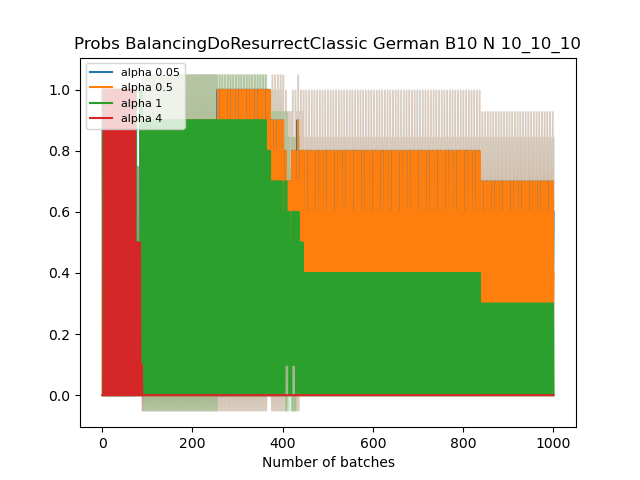 Probs BalancingDoResurrectClassic German B10 N 10_10_10
alpha 0.05
alpha 0.5
alpha 1
alpha 4
1.0
0.8
0.6
0.4
0.2
0.0
0 200 400 600 800 1000
Number of batches